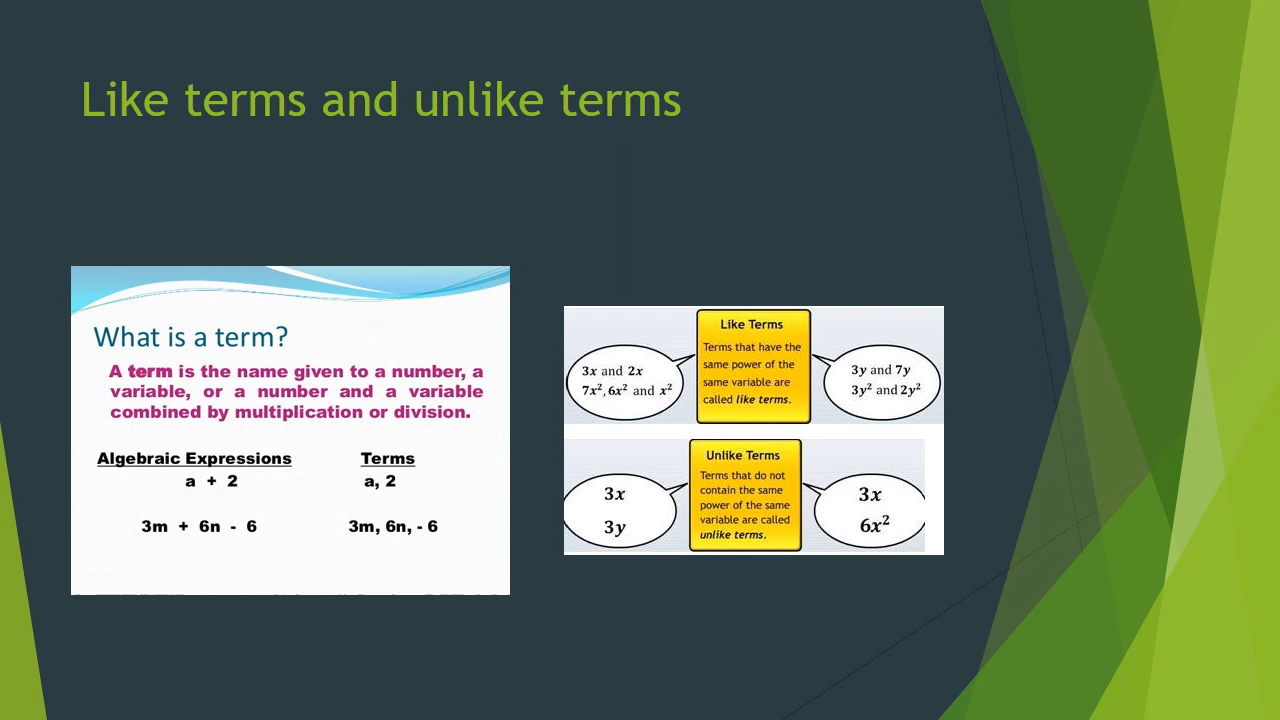 Like terms and unlike terms
What is a term?
A term is the name given to a number, a
variable, or a number and a variable
combined by multiplication or division.
Algebraic Expressions Terms
a + 2 a, 2
3m + 6n - 6 3m, 6n, - 6
Like Terms
Terms that have the
same power of the
same variable are
called like terms.
3x and 2x
7x², 6x² and x²
3y and 7y
3y² and 2y²
Unlike Terms
Terms that do not
contain the same
power of the same
variable are called
unlike terms.
3x
3y
3x
6x²